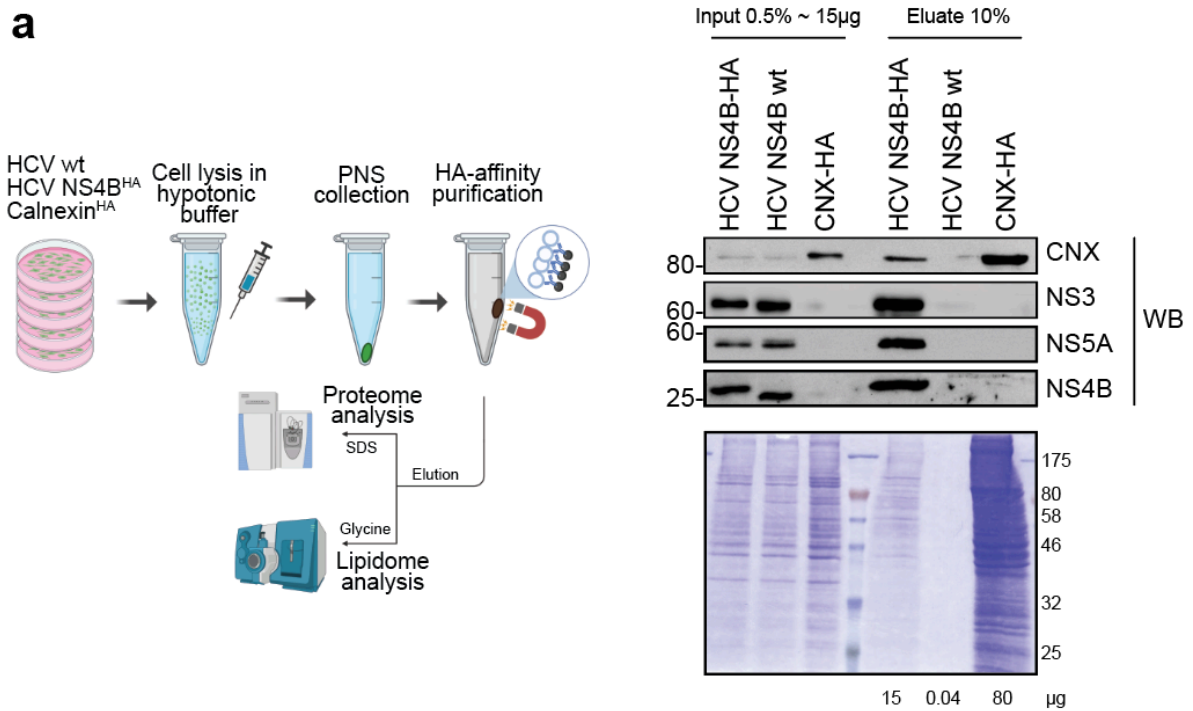 a
HCV wt
HCV NS4B^HA
Calnexin^HA
Cell lysis in
hypotonic
buffer
PNS
collection
HA-affinity
purification
Proteome
analysis
SDS
Elution
Glycine
Lipidome
analysis
Input 0.5% ~ 15µg
Eluate 10%
HCV NS4B-HA
HCV NS4B wt
CNX-HA
HCV NS4B-HA
HCV NS4B wt
CNX-HA
80
CNX
60
NS3
60
NS5A
25
NS4B
WB
175
80
58
46
32
25
15 0.04 80 µg